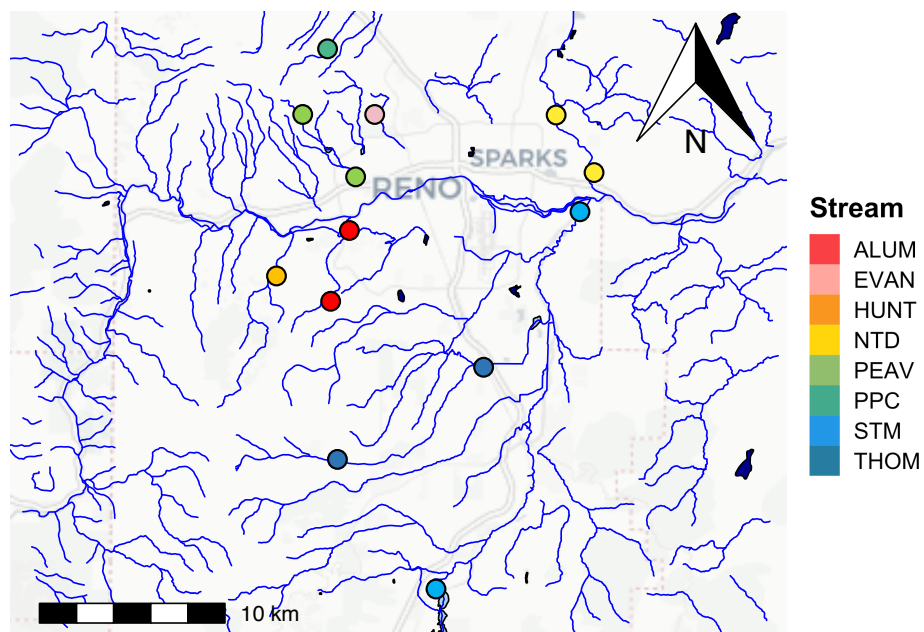 N
SPARKS
RENO
Stream
ALUM
EVAN
HUNT
NTD
PEAV
PPC
STM
THOM
10 km